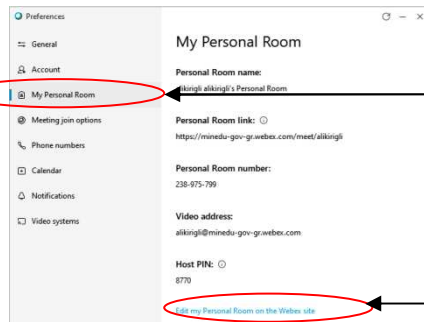 Preferences
General
Account
My Personal Room
Meeting join options
Phone numbers
Calendar
Notifications
Video systems
My Personal Room
Personal Room name:
alikirigli alikirigli's Personal Room
Personal Room link:
https://minedu-gov-gr.webex.com/meet/alikirigli
Personal Room number:
238-975-799
Video address:
alikirigli@minedu-gov-gr.webex.com
Host PIN:
8770
Edit my Personal Room on the Webex site